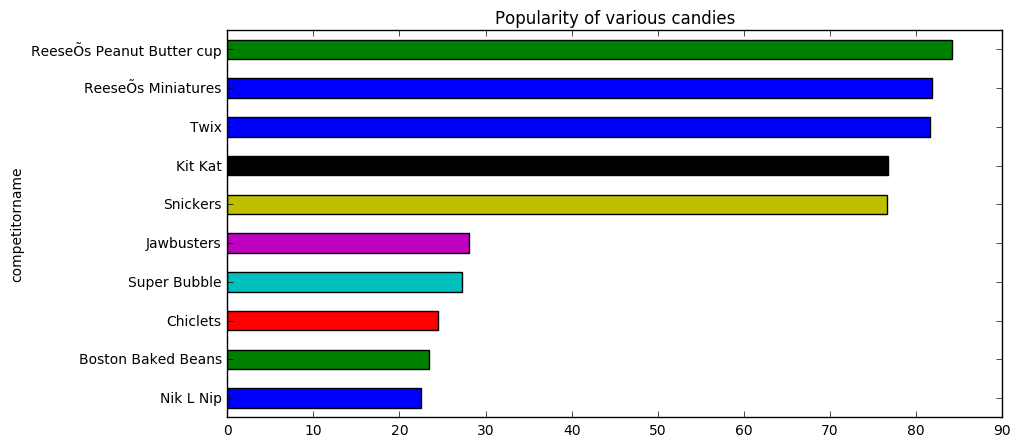 Popularity of various candies
competitorname
ReeseÕs Peanut Butter cup
ReeseÕs Miniatures
Twix
Kit Kat
Snickers
Jawbusters
Super Bubble
Chiclets
Boston Baked Beans
Nik L Nip
0 10 20 30 40 50 60 70 80 90